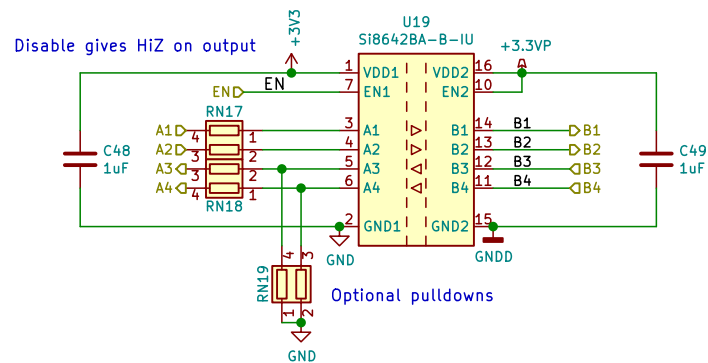 U19
Si8642BA-B-IU
Disable gives HiZ on output
+3V3
+3.3VP
1 VDD1 VDD2 16
EN EN 7 EN1 EN2 10
RN17
A1 4 1 3 A1 B1 14 B1 B1
A2 3 2 4 A2 B2 13 B2 B2
A3 3 2 5 A3 B3 12 B3 B3
A4 4 1 6 A4 B4 11 B4 B4
RN18
C48
1uF
C49
1uF
2 GND1 GND2 15
GND
GNDD
4 3
RN19
1 2
Optional pulldowns
GND